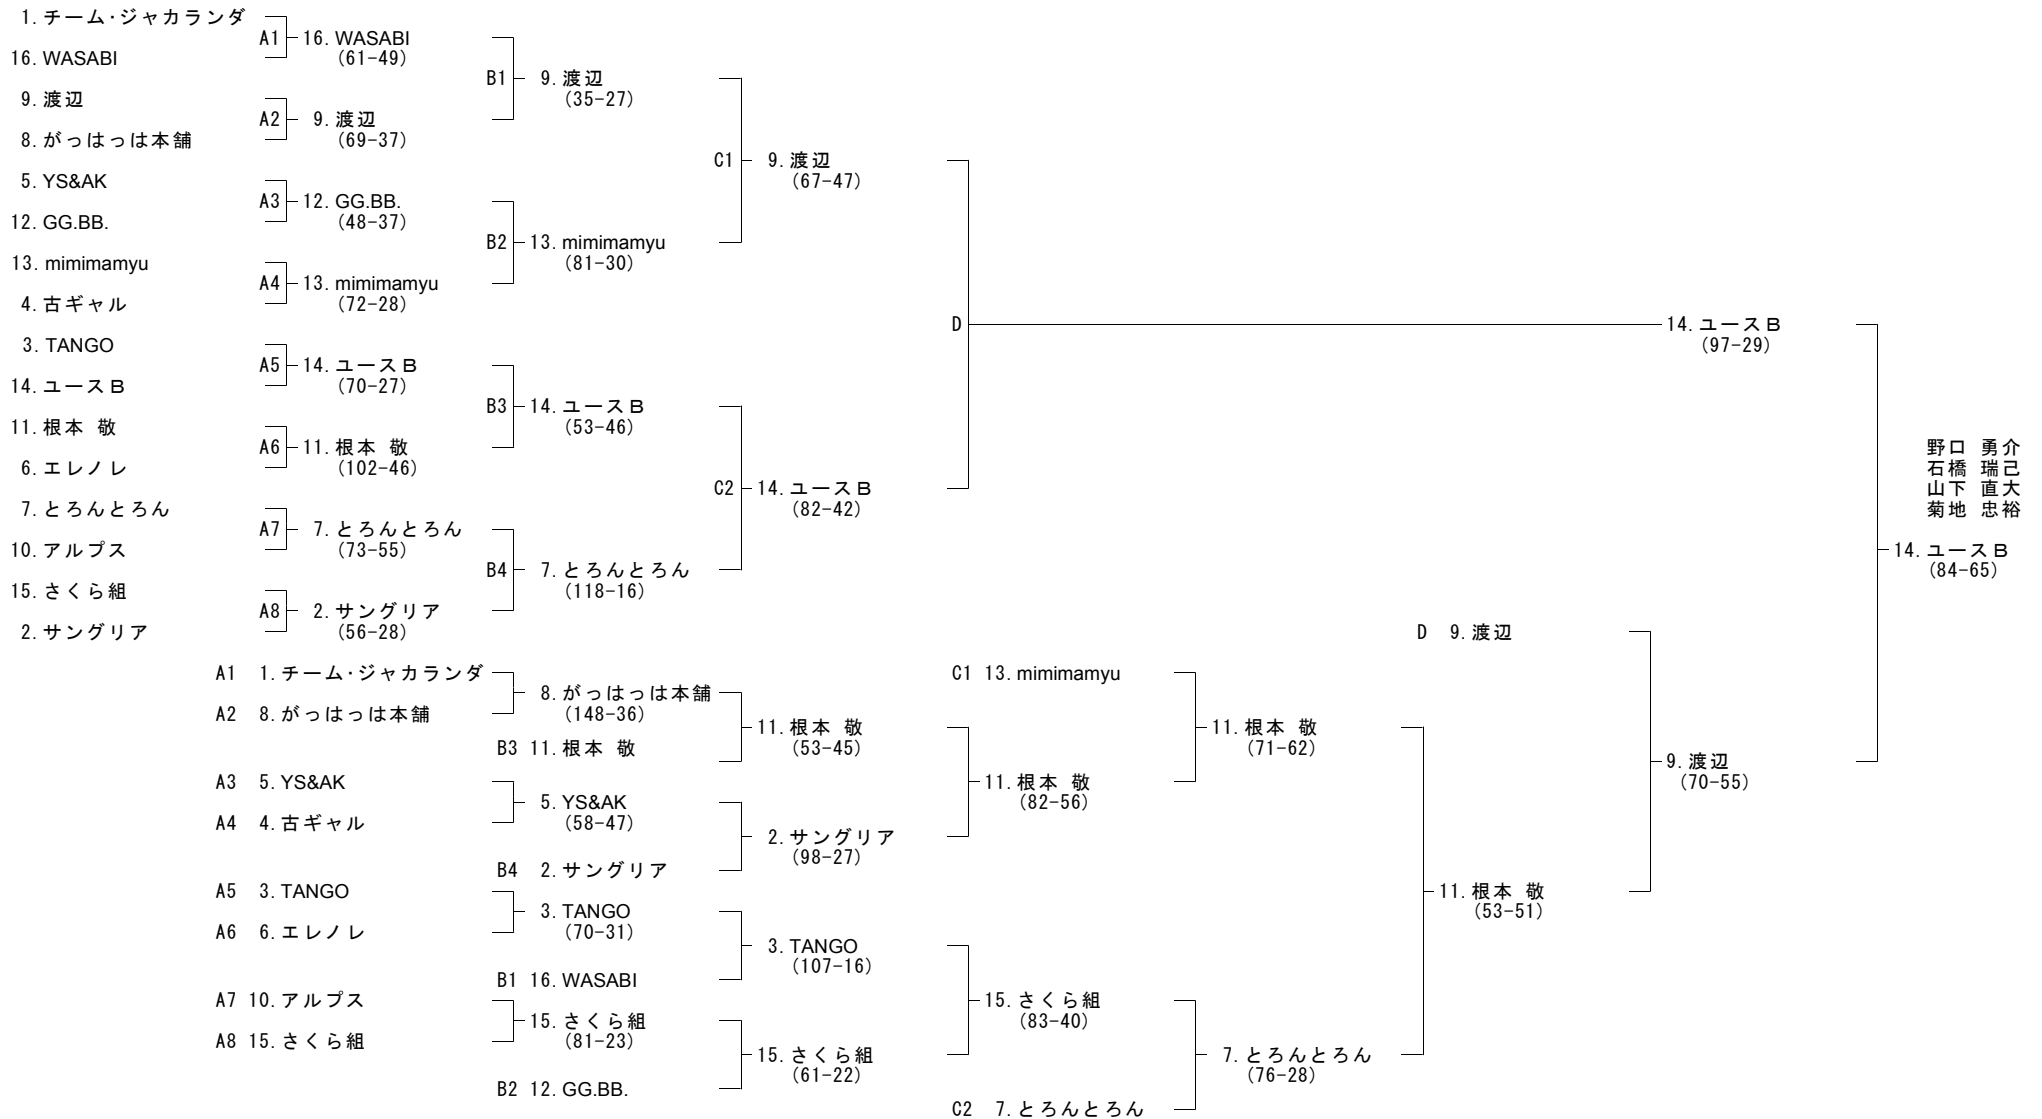 1. チーム・ジャカランダ
A1 16. WASABI
(61-49)
16. WASABI
B1 9. 渡辺
(35-27)
9. 渡辺
A2 9. 渡辺
(69-37)
8. がっはっは本舗
C1 9. 渡辺
(67-47)
5. YS&AK
A3 12. GG.BB.
(48-37)
12. GG.BB.
B2 13. mimimamyu
(81-30)
13. mimimamyu
A4 13. mimimamyu
(72-28)
4.古ギャル
D 14. ユースB
(97-29)
3. TANGO
A5 14. ユースB
(70-27)
14. ユースB
B3 14. ユースB
(53-46)
11. 根本 敬
A6 11. 根本 敬
(102-46)
6. エレノレ
C2 14. ユースB
(82-42)
7. とろんとろん
A7 7. とろんとろん
(73-55)
10. アルプス
B4 7. とろんとろん
(118-16)
15. さくら組
A8 2. サングリア
(56-28)
2. サングリア
野口 勇介
石橋 瑞己
山下 直大
菊地 忠裕
14. ユースB
(84-65)
D 9. 渡辺
A1 1. チーム・ジャカランダ
8. がっはっは本舗
(148-36)
A2 8. がっはっは本舗
11. 根本 敬
(53-45)
B3 11. 根本 敬
C1 13. mimimamyu
11. 根本 敬
(71-62)
9. 渡辺
(70-55)
A3 5. YS&AK
5. YS&AK
(58-47)
A4 4. 古ギャル
11. 根本 敬
(82-56)
2. サングリア
(98-27)
B4 2. サングリア
A5 3. TANGO
3. TANGO
(70-31)
A6 6. エレノレ
11. 根本 敬
(53-51)
3. TANGO
(107-16)
B1 16. WASABI
A7 10. アルプス
15. さくら組
(81-23)
A8 15. さくら組
15. さくら組
(83-40)
15. さくら組
(61-22)
B2 12. GG.BB.
7. とろんとろん
(76-28)
C2 7. とろんとろん